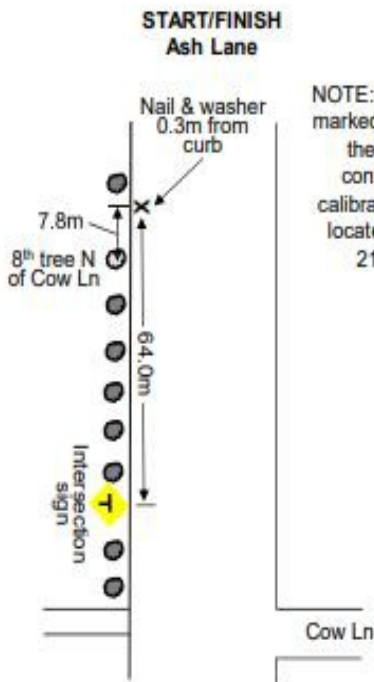 START/FINISH
Ash Lane
Nail & washer
0.3m from
curb
NOTE:
marked
the
con
calibra
locate
21
7.8m
8th tree N
of Cow Ln
64.0m
Intersection
sign
T
Cow Ln